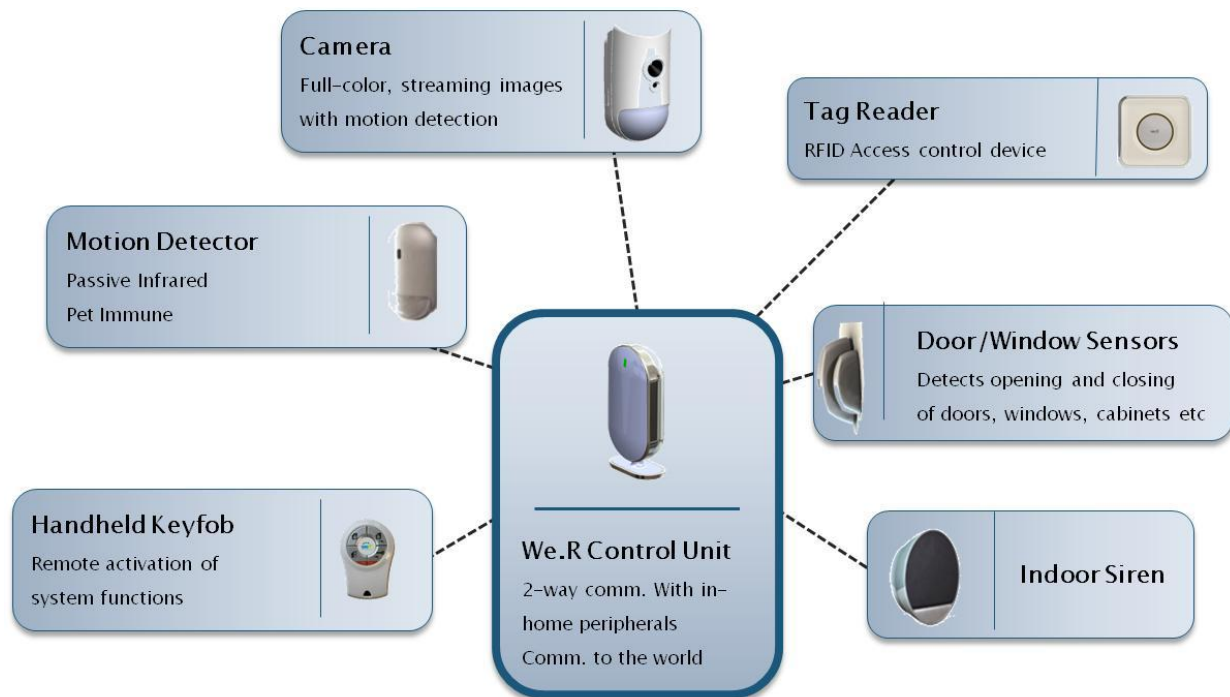 Camera
Full-color, streaming images
with motion detection
Tag Reader
RFID Access control device
Motion Detector
Passive Infrared
Pet Immune
Door/Window Sensors
Detects opening and closing
of doors, windows, cabinets etc
Handheld Keyfob
Remote activation of
system functions
We.R Control Unit
2-way comm. With in-
home peripherals
Comm. to the world
Indoor Siren